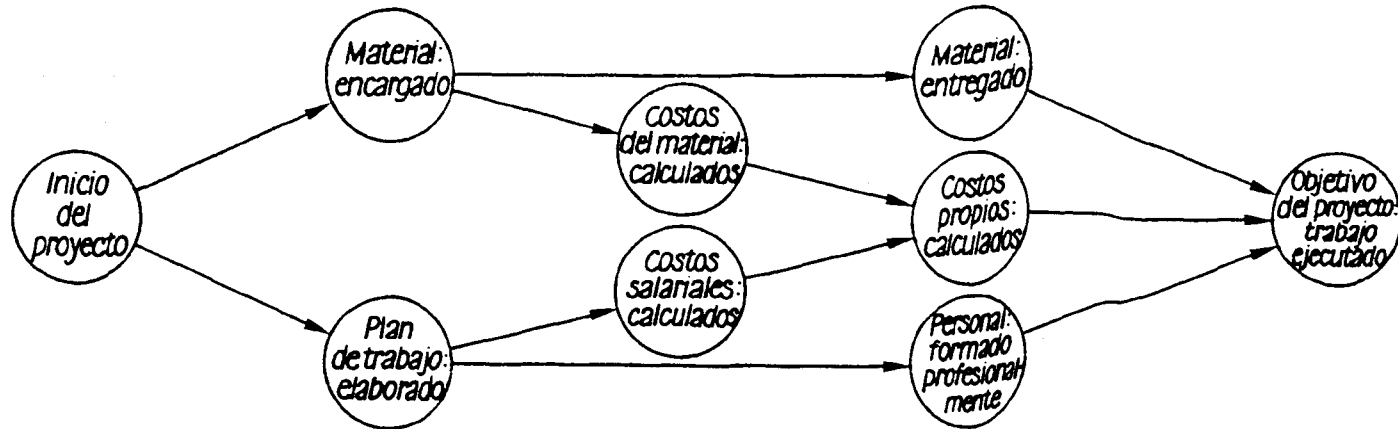 Inicio
del
proyecto
Material:
encargado
Plan
de trabajo:
elaborado
Costos
del material:
calculados
Costos
salariales:
calculados
Material
entregado
Costos
propios:
calculados
Personal:
formado
profesional-
mente
Objetivo
del proyecto:
trabajo
ejecutado